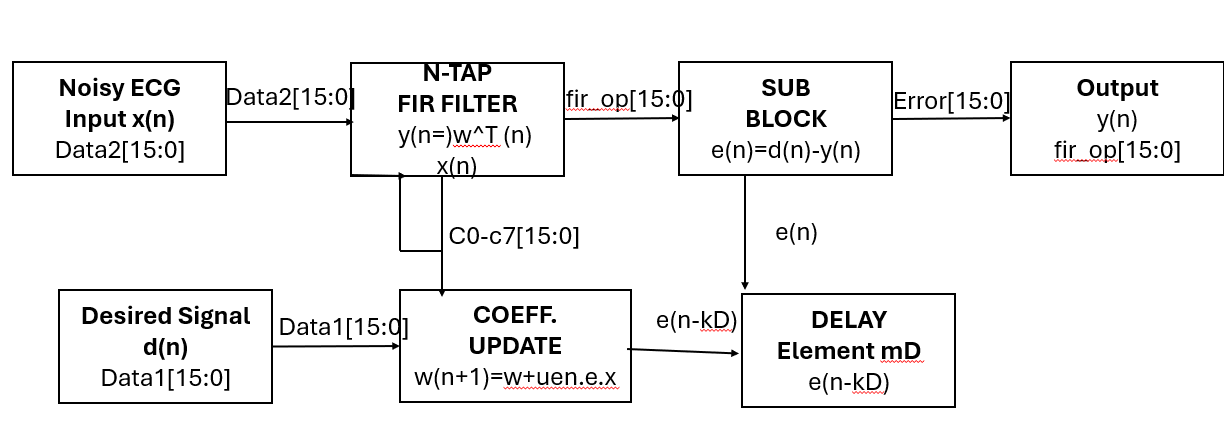 Noisy ECG
Input x(n)
Data2[15:0]
Data2[15:0]
N-TAP
FIR FILTER
y(n=)w^T (n)
x(n)
fir_op[15:0]
SUB
BLOCK
e(n)=d(n)-y(n)
Error[15:0]
Output
y(n)
fir_op[15:0]
C0-c7[15:0]
e(n)
Desired Signal
d(n)
Data1[15:0]
Data1[15:0]
COEFF.
UPDATE
w(n+1)=w+uen.e.x
e(n-kD)
DELAY
Element mD
e(n-kD)